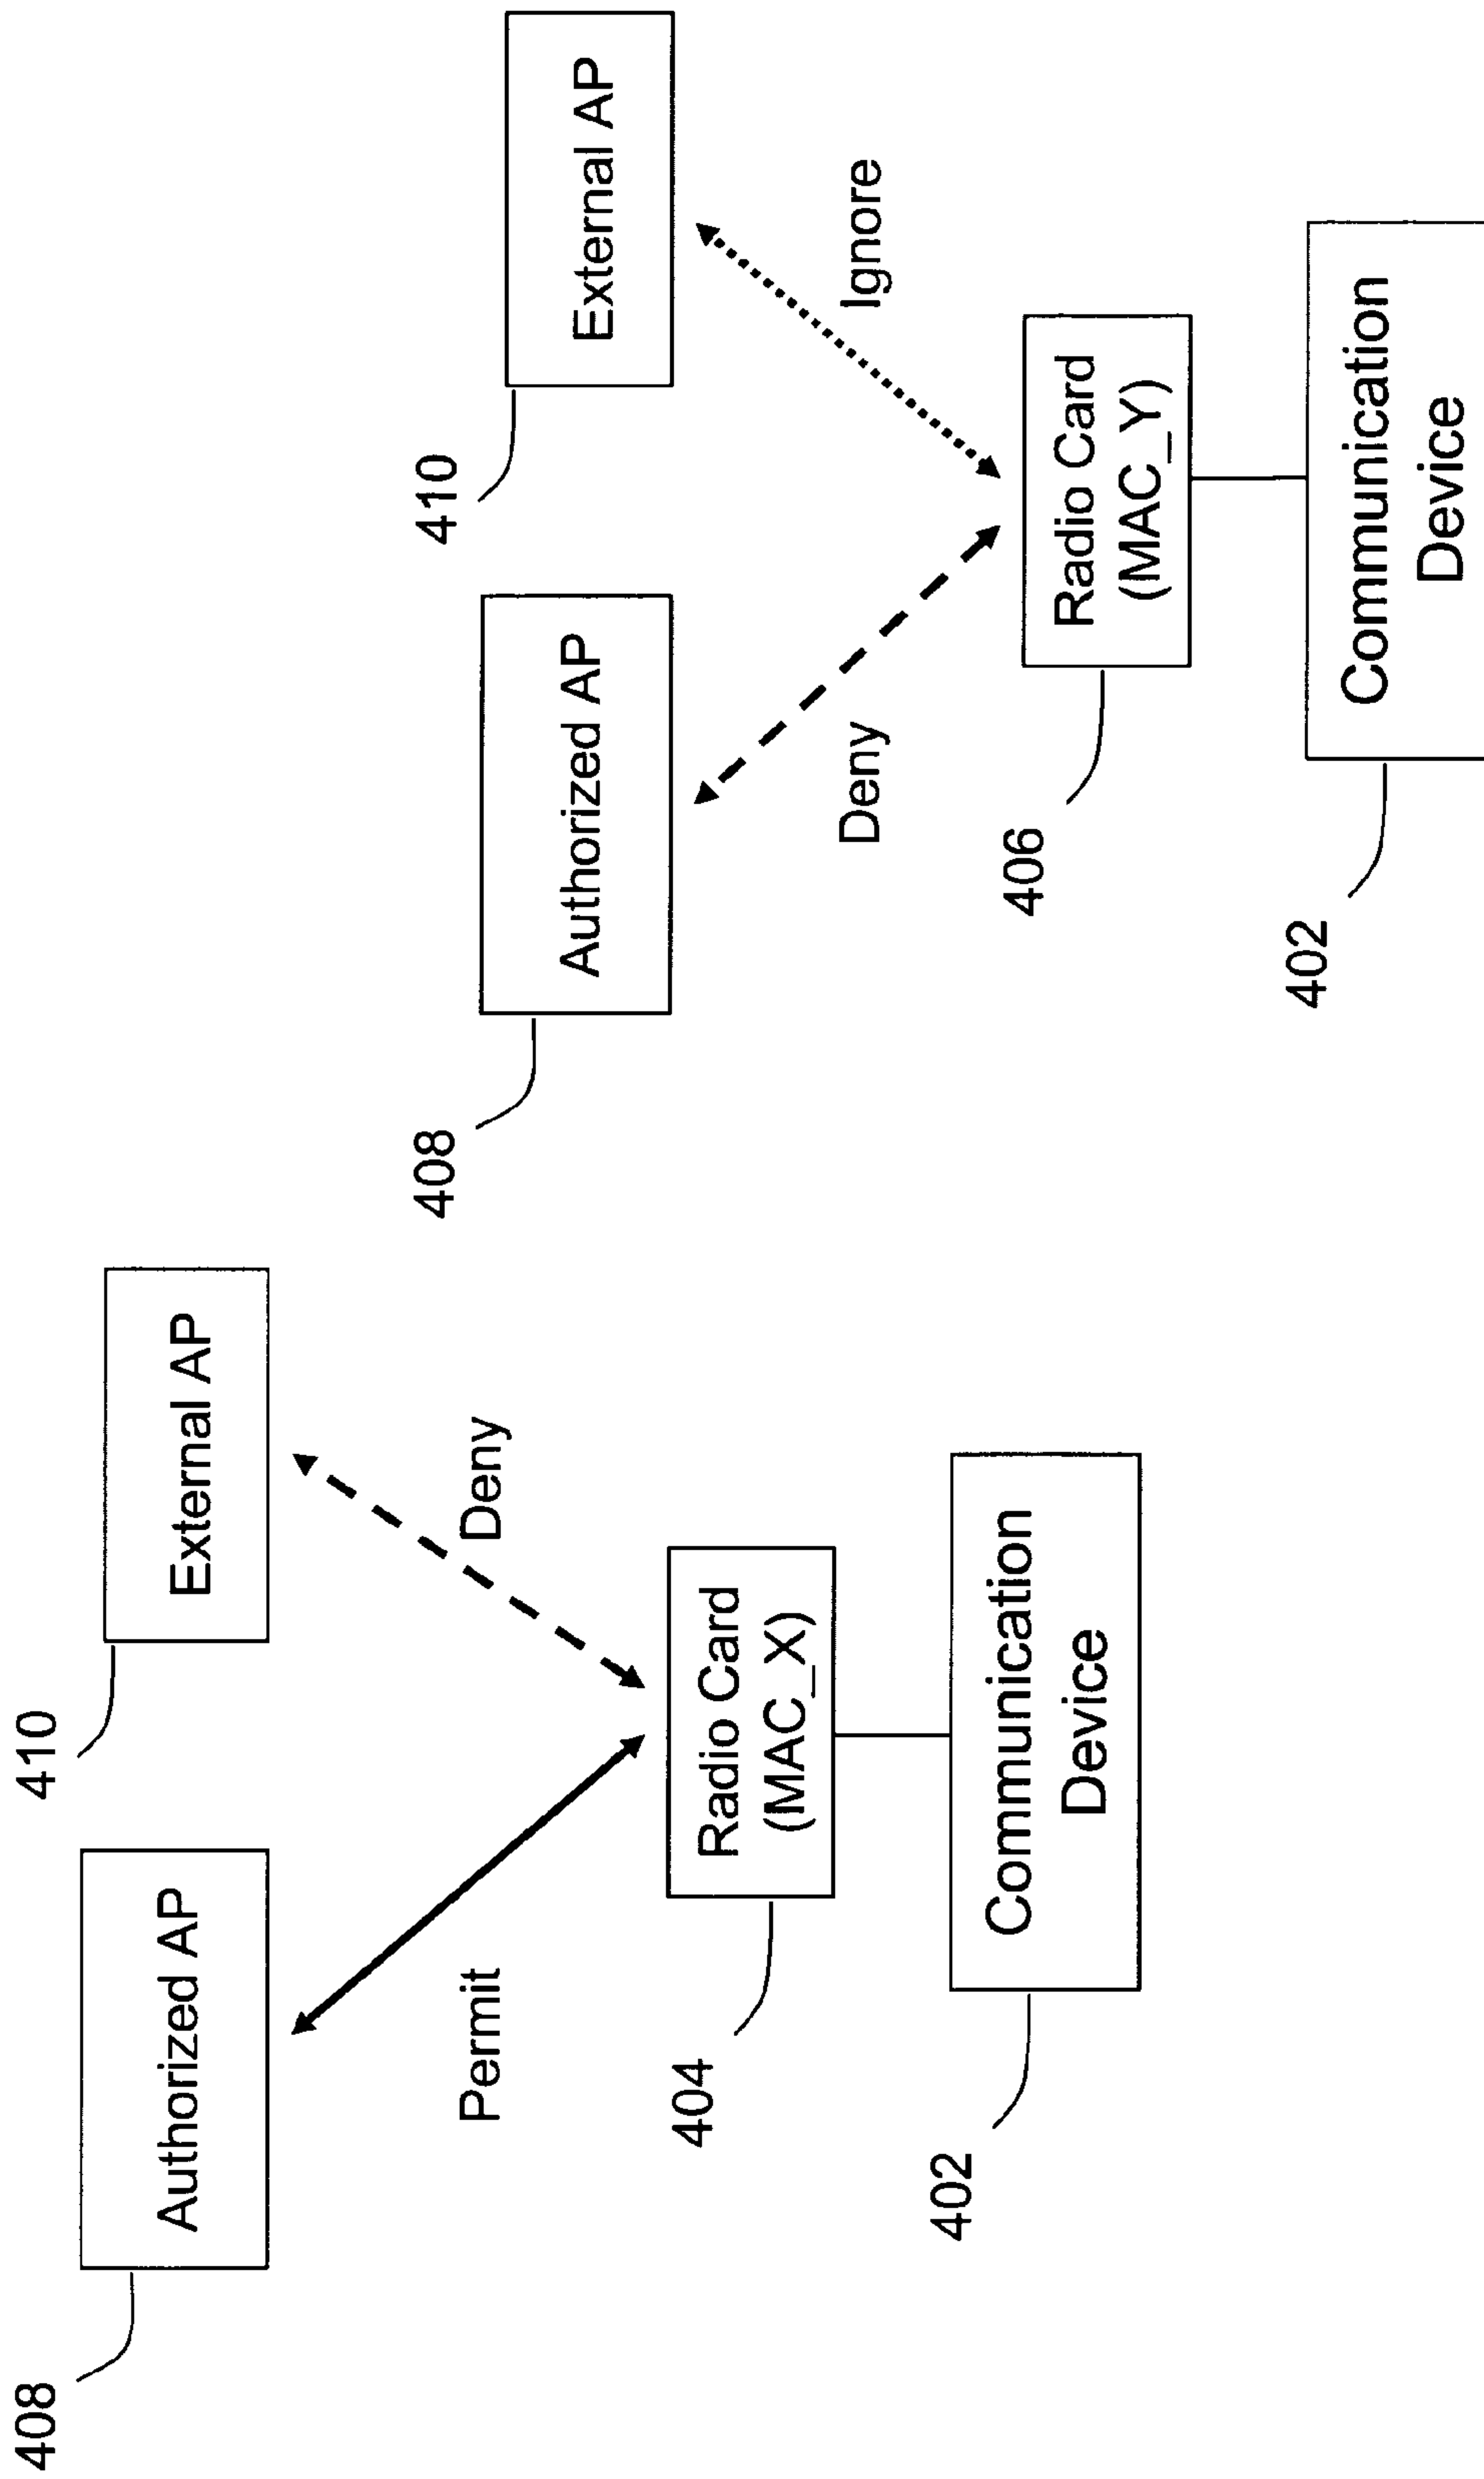 408
Authorized AP
410
External AP
Permit
Deny
404
Radio Card
(MAC_X)
402
Communication
Device
408
Authorized AP
410
External AP
Deny
Ignore
406
Radio Card
(MAC_Y)
402
Communication
Device